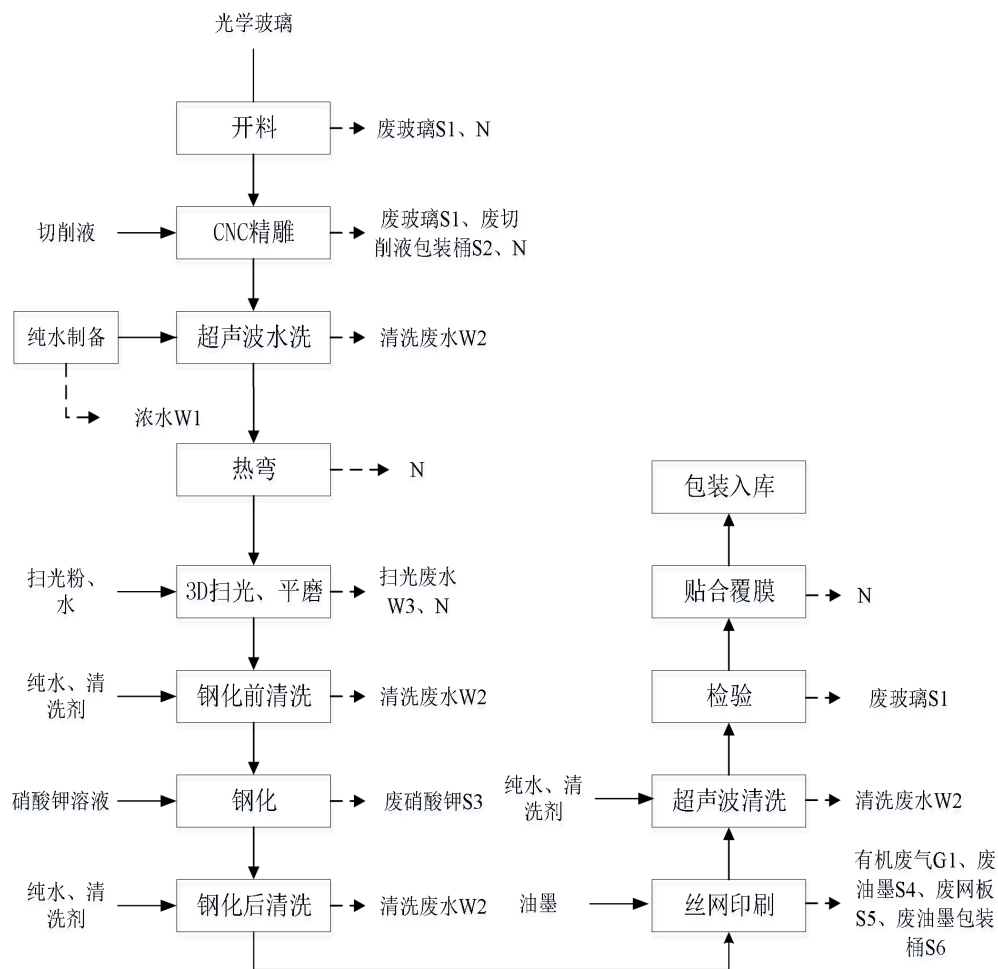 光学玻璃
开料
废玻璃S1、N
切削液
CNC精雕
废玻璃S1、废切
削液包装桶S2、N
纯水制备
超声波水洗
清洗废水W2
浓水W1
热弯
N
扫光粉、
水
3D扫光、平磨
扫光废水
W3、N
纯水、清
洗剂
钢化前清洗
清洗废水W2
硝酸钾溶液
钢化
废硝酸钾S3
纯水、清
洗剂
钢化后清洗
清洗废水W2
油墨
丝网印刷
有机废气G1、废
油墨S4、废网板
S5、废油墨包装
桶S6
纯水、清
洗剂
超声波清洗
清洗废水W2
检验
废玻璃S1
贴合覆膜
N
包装入库